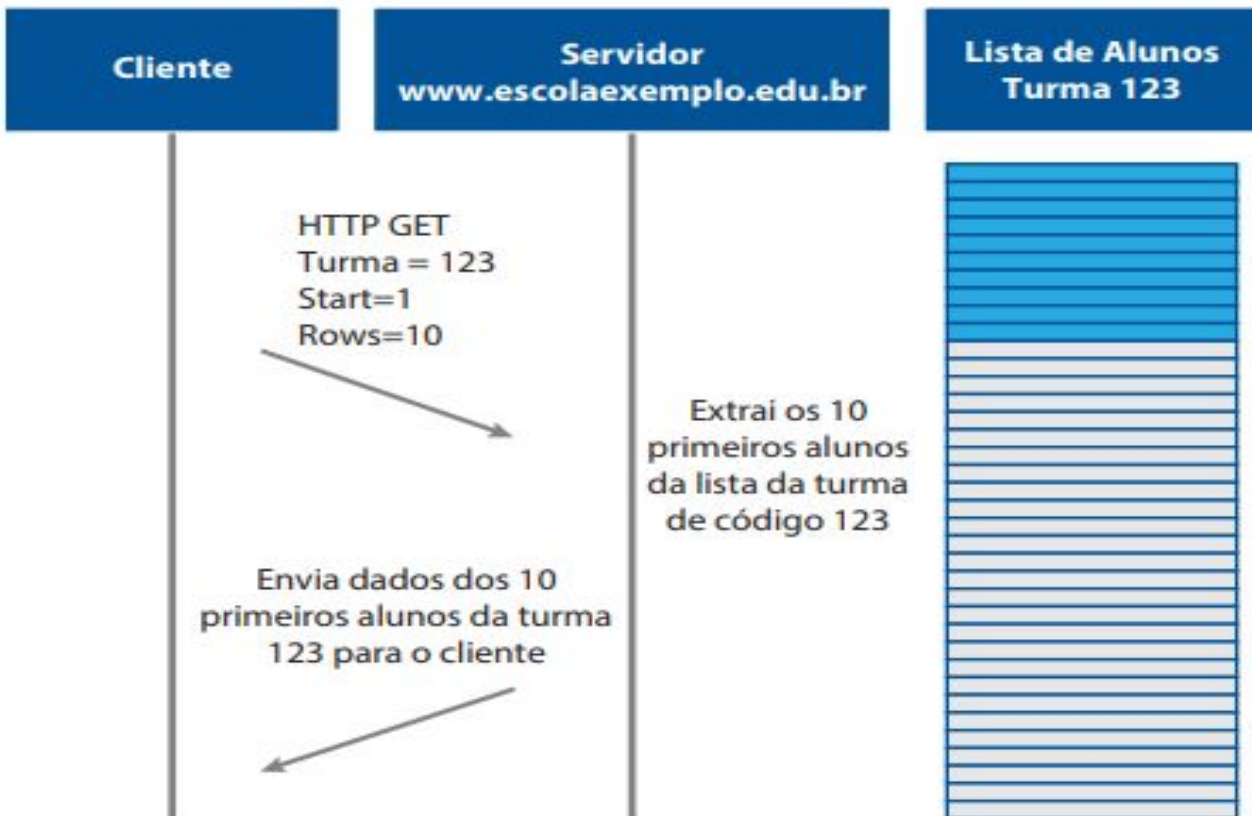 Cliente
Servidor
www.escolaexemplo.edu.br
Lista de Alunos
Turma 123
HTTP GET
Turma = 123
Start=1
Rows=10
Extrai os 10
primeiros alunos
da lista da turma
de código 123
Envia dados dos 10
primeiros alunos da turma
123 para o cliente